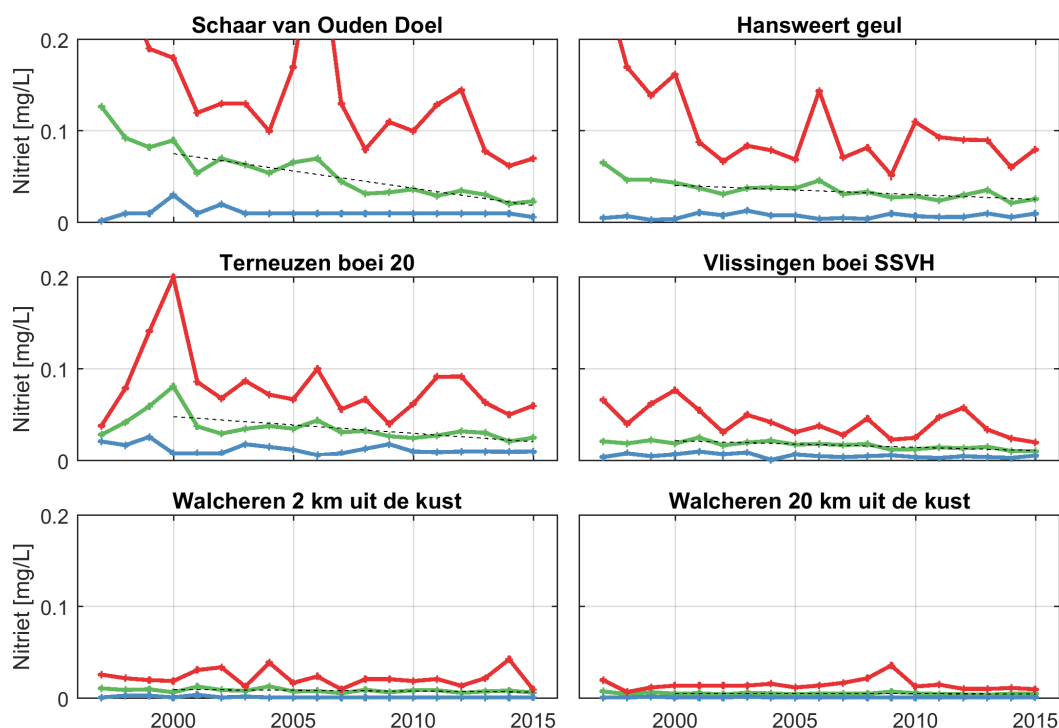 Schaar van Ouden Doel
Hansweert geul
0.2
0.1
0
Nitriet [mg/L]
Terneuzen boei 20
Vlissingen boei SSVH
0.2
0.1
0
Nitriet [mg/L]
Walcheren 2 km uit de kust
Walcheren 20 km uit de kust
0.2
0.1
0
Nitriet [mg/L]
2000 2005 2010 2015
2000 2005 2010 2015